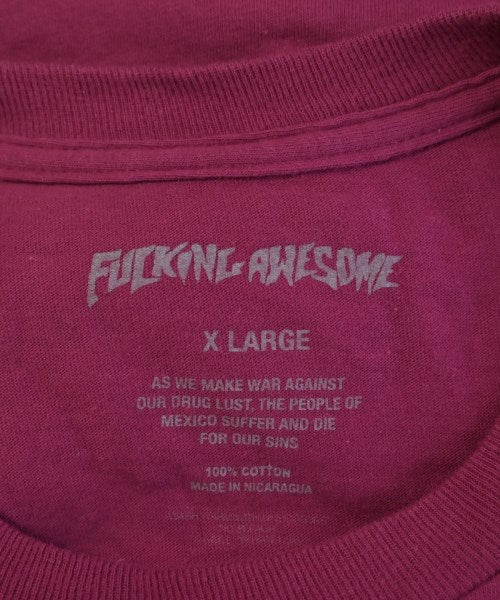 FUCKING AWESOME
X LARGE
AS WE MAKE WAR AGAINST
OUR DRUG LUST, THE PEOPLE OF
MEXICO SUFFER AND DIE
FOR OUR SINS
100% COTTON
MADE IN NICARAGUA